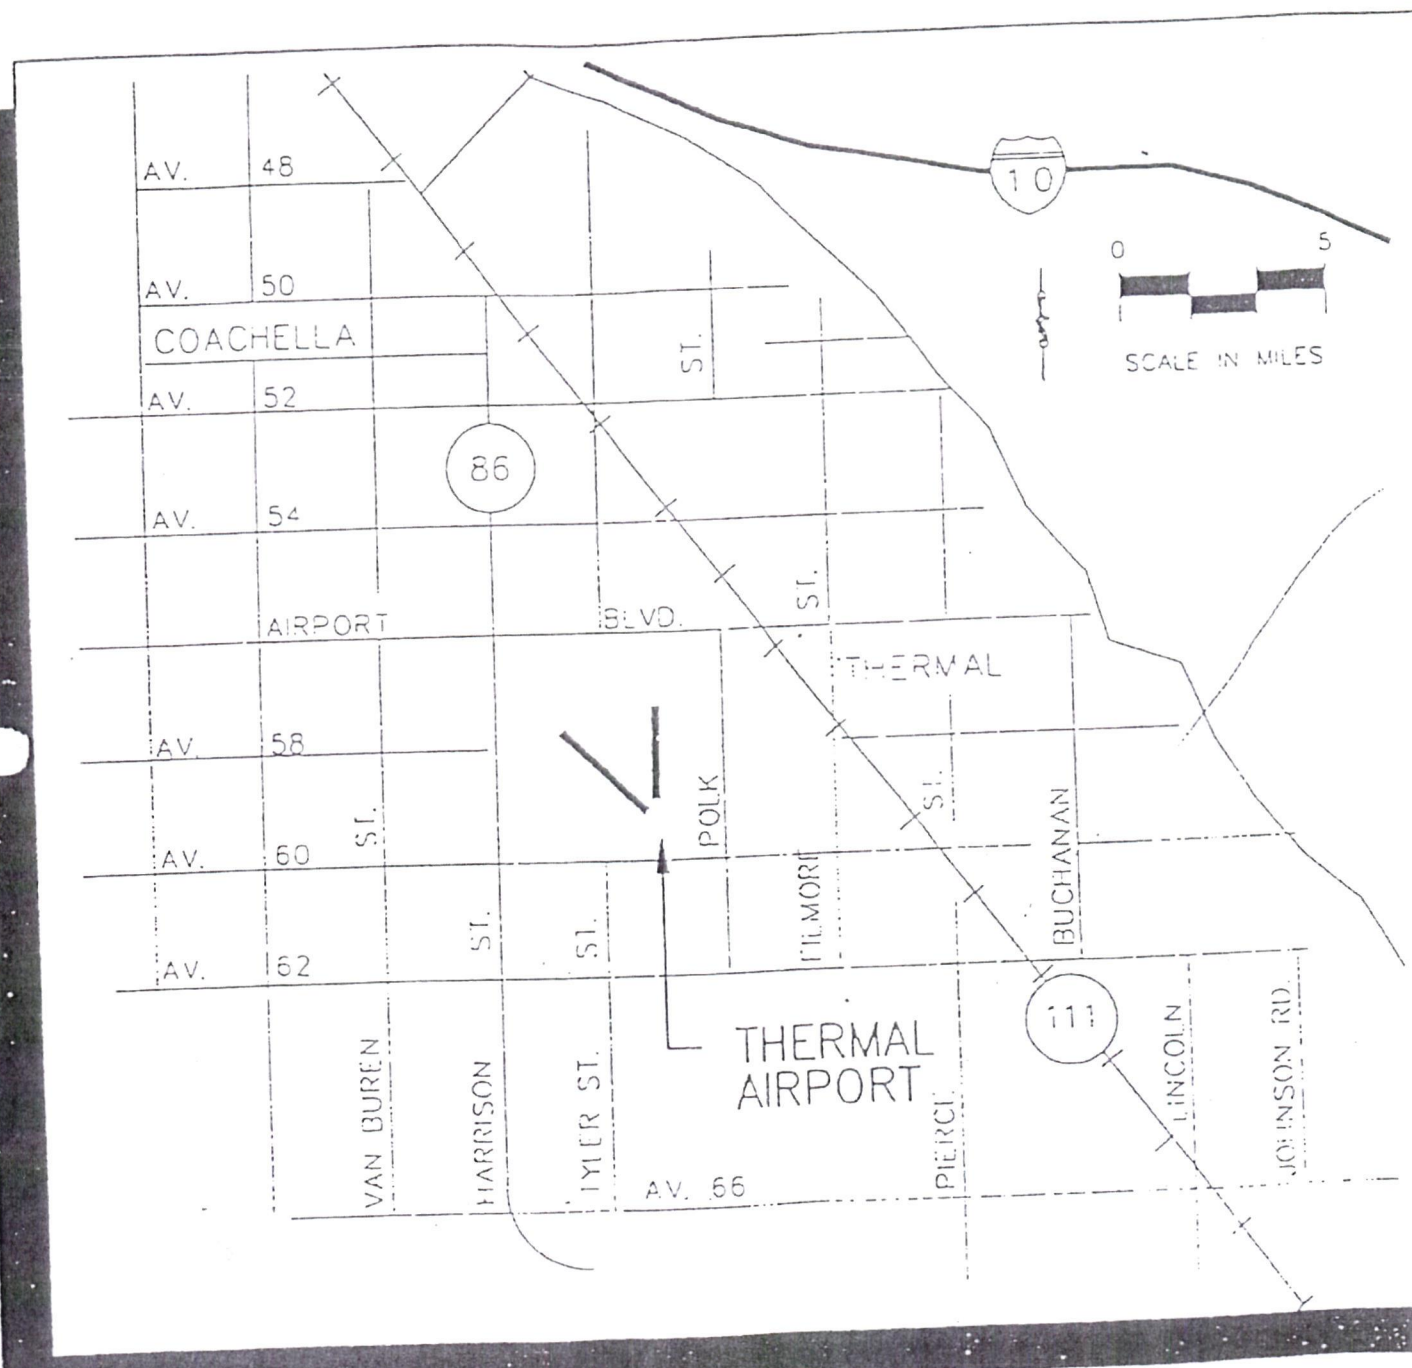 AV. 48
10
0 5
AV. 50
COACHELLA
ST.
SCALE IN MILES
AV. 52
86
AV. 54
ST.
AIRPORT BLVD.
THERMAL
AV. 58
ST.
POLK
ST.
BUCHANAN
AV. 60
FILMORE
ST.
ST.
AV. 62
111
THERMAL
AIRPORT
VAN BUREN
HARRISON
TYLER ST.
PIERCE
LINCOLN
JOHNSON RD.
AV. 66